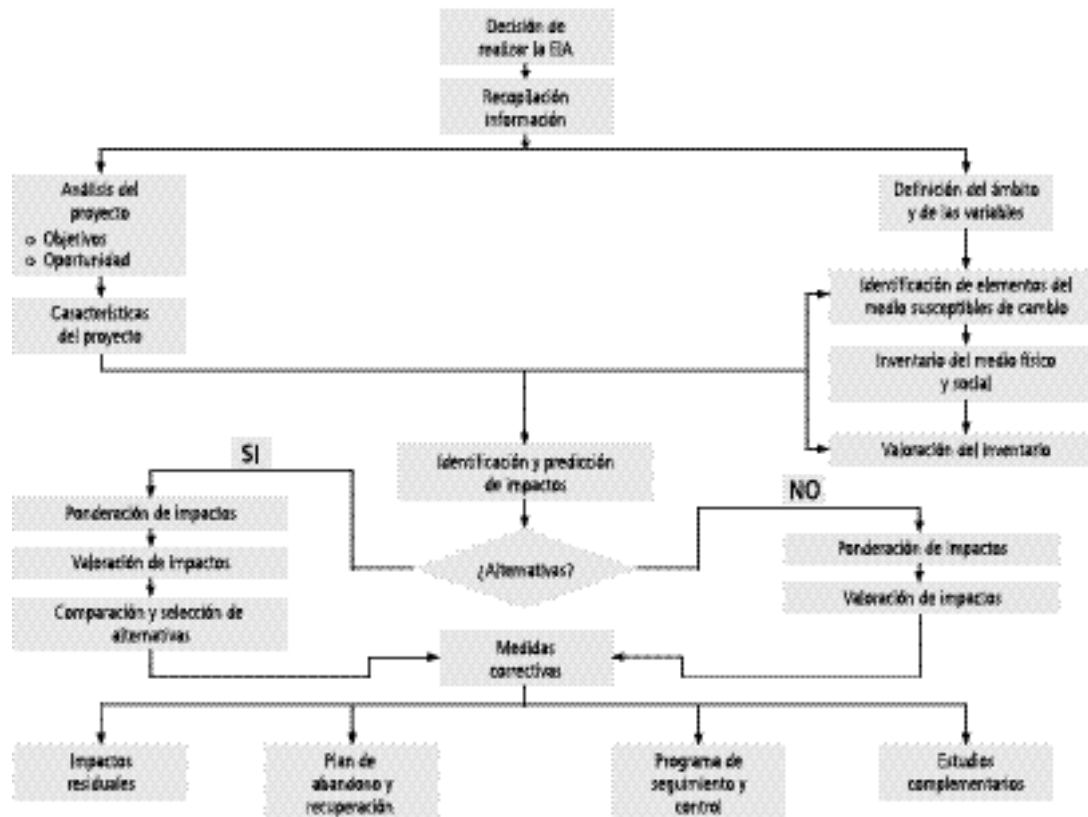 Decisión de
realizar la EIA
Recopilación
información
Análisis del
proyecto
o Objetivos
o Oportunidad
Definición del ámbito
y de las variables
Características
del proyecto
Identificación de elementos del
medio susceptibles de cambio
Inventario del medio físico
y social
Valoración del inventario
Identificación y predicción
de impactos
SI
NO
Ponderación de impactos
Valoración de impactos
Comparación y selección de
alternativas
¿Alternativas?
Ponderación de impactos
Valoración de impactos
Medidas
correctivas
Impactos
residuales
Plan de
abandono y
recuperación
Programa de
seguimiento y
control
Estudios
complementarios